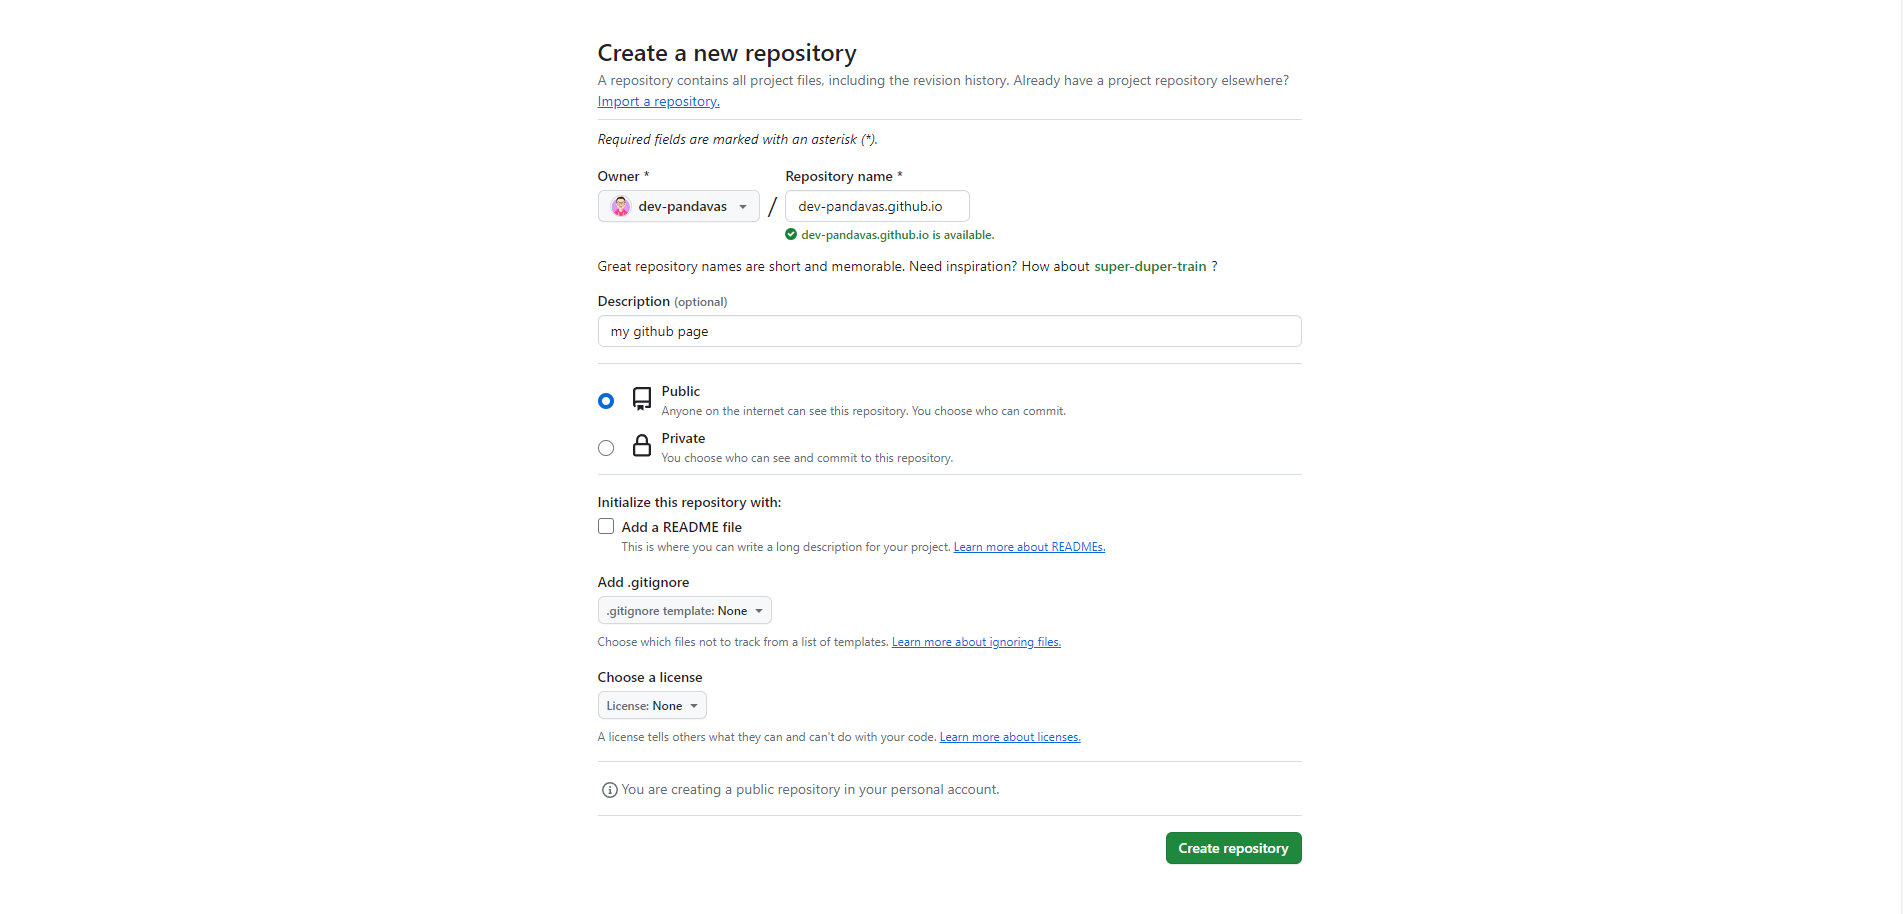 Create a new repository
A repository contains all project files, including the revision history. Already have a project repository elsewhere?
Import a repository.
Required fields are marked with an asterisk (*).
Owner * Repository name *
dev-pandavas / dev-pandavas.github.io
dev-pandavas.github.io is available.
Great repository names are short and memorable. Need inspiration? How about super-duper-train ?
Description (optional)
my github page
Public
Anyone on the internet can see this repository. You choose who can commit.
Private
You choose who can see and commit to this repository.
Initialize this repository with:
Add a README file
This is where you can write a long description for your project. Learn more about READMEs.
Add .gitignore
.gitignore template: None
Choose which files not to track from a list of templates. Learn more about ignoring files.
Choose a license
License: None
A license tells others what they can and can't do with your code. Learn more about licenses.
You are creating a public repository in your personal account.
Create repository